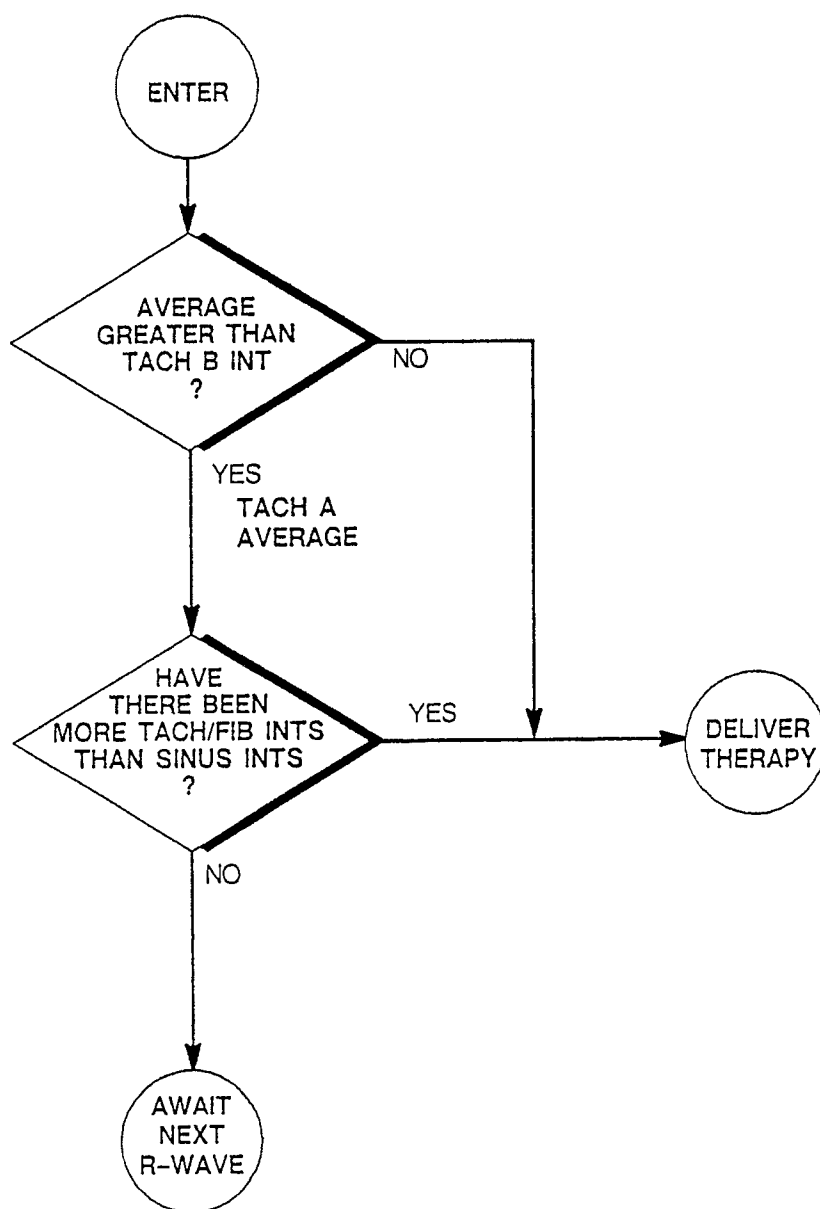 ENTER
AVERAGE
GREATER THAN
TACH B INT
?
NO
YES
TACH A
AVERAGE
HAVE
THERE BEEN
MORE TACH/FIB INTS
THAN SINUS INTS
?
YES
DELIVER
THERAPY
NO
AWAIT
NEXT
R-WAVE